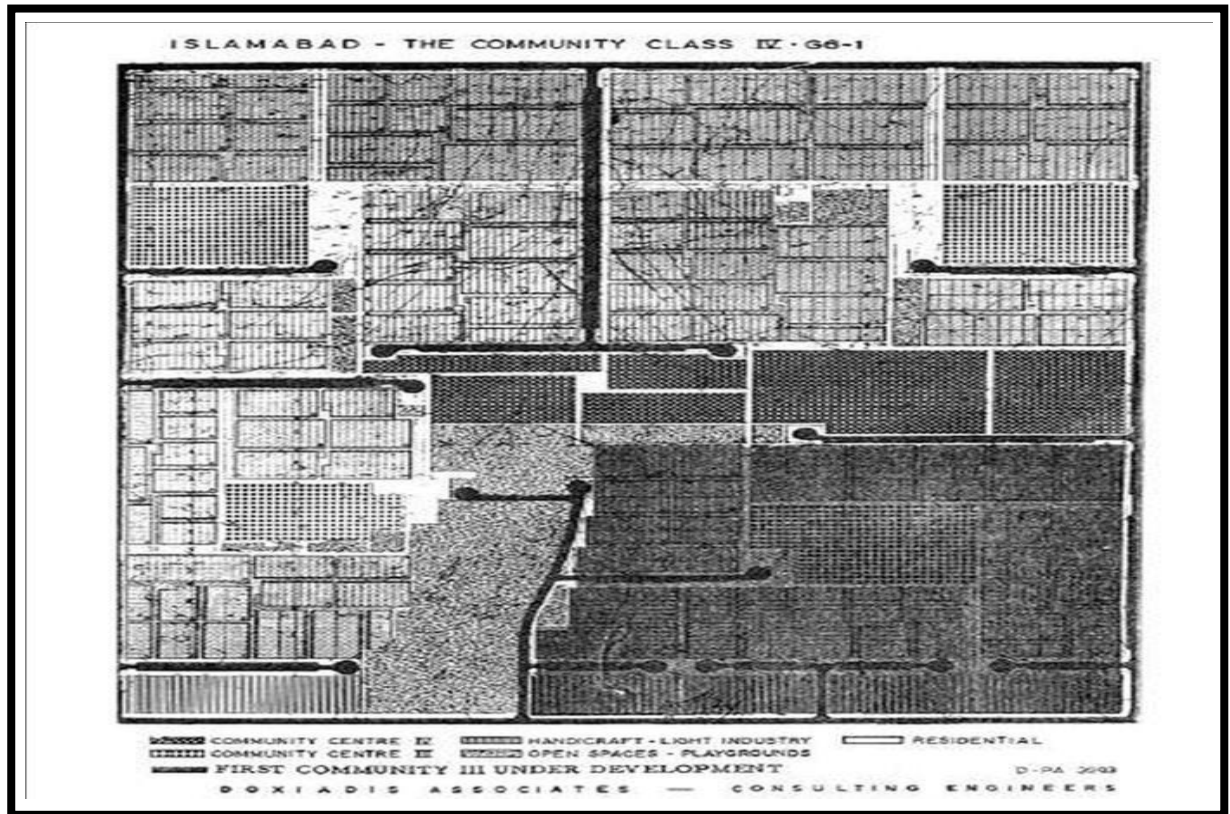 ISLAMABAD - THE COMMUNITY CLASS IV · G6-1
COMMUNITY CENTRE IV HANDICRAFT - LIGHT INDUSTRY RESIDENTIAL
COMMUNITY CENTRE III OPEN SPACES - PLAYGROUNDS
FIRST COMMUNITY III UNDER DEVELOPMENT D-PA
DOXIADIS ASSOCIATES — CONSULTING ENGINEERS